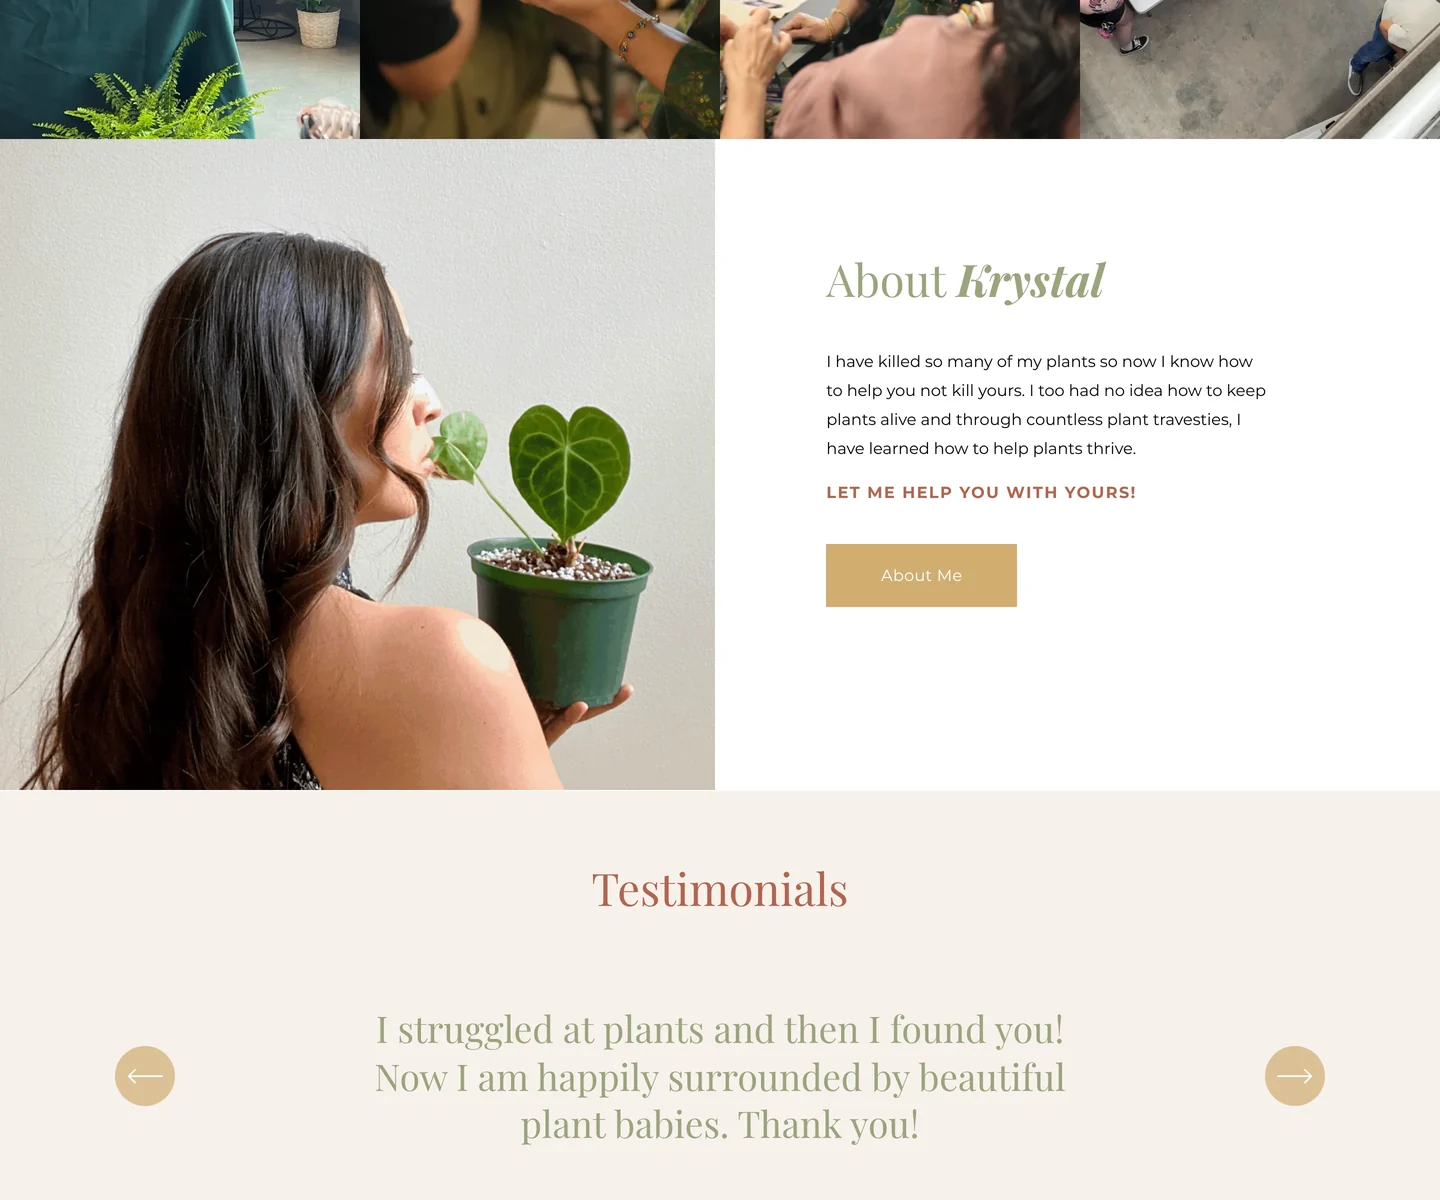 About Krystal
I have killed so many of my plants so now I know how
to help you not kill yours. I too had no idea how to keep
plants alive and through countless plant travesties, I
have learned how to help plants thrive.
LET ME HELP YOU WITH YOURS!
About Me
Testimonials
I struggled at plants and then I found you!
Now I am happily surrounded by beautiful
plant babies. Thank you!